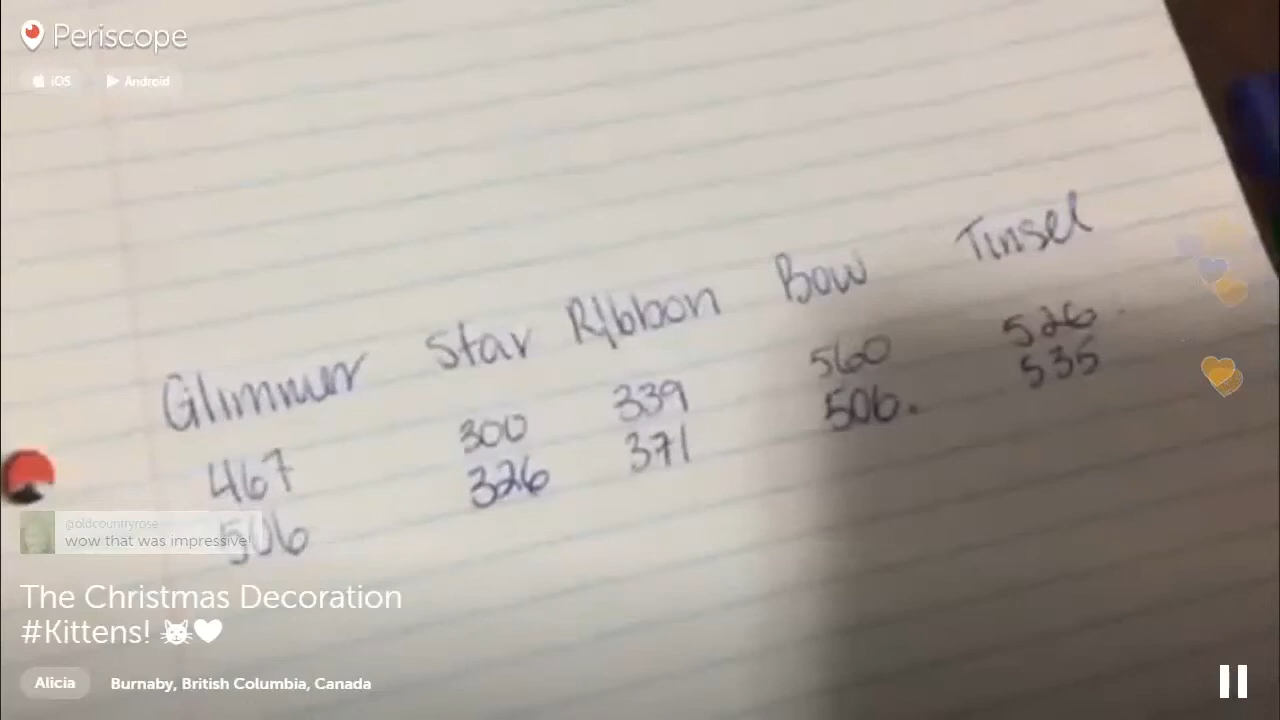 Periscope
iOS Android
Glimmer Star Ribbon Bow Tinsel
467 300 339 560 526
506 326 371 506. 535
@oldcountryrose
wow that was impressive!
The Christmas Decoration
#Kittens! 😺❤
Alicia Burnaby, British Columbia, Canada